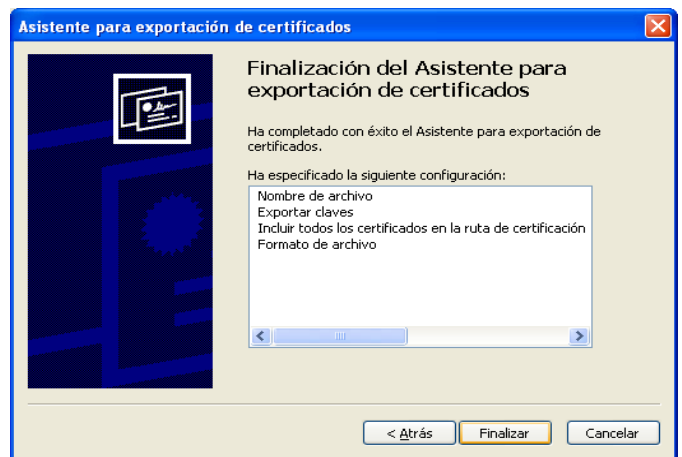 Asistente para exportación de certificados
Finalización del Asistente para
exportación de certificados
Ha completado con éxito el Asistente para exportación de
certificados.
Ha especificado la siguiente configuración:
Nombre de archivo
Exportar claves
Incluir todos los certificados en la ruta de certificación
Formato de archivo
< Atrás
Finalizar
Cancelar